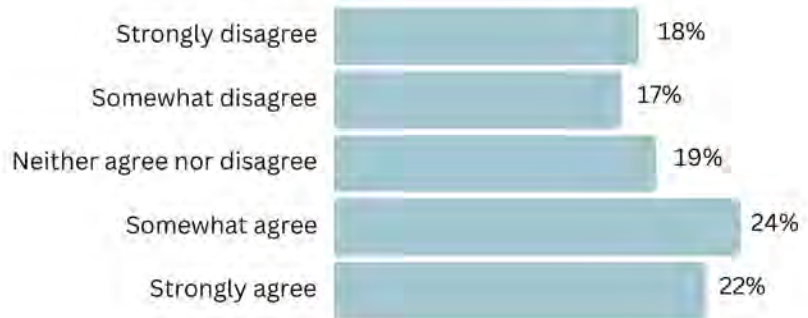 Strongly disagree 18%
Somewhat disagree 17%
Neither agree nor disagree 19%
Somewhat agree 24%
Strongly agree 22%